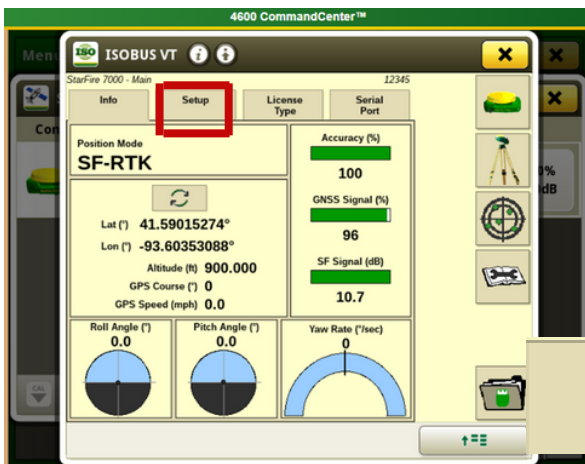 4600 CommandCenter™
Menu
ISO ISOBUS VT
StarFire 7000 - Main 12345
Info Setup License Type Serial Port
Position Mode
SF-RTK
Lat (°) 41.59015274°
Lon (°) -93.60353088°
Altitude (ft) 900.000
GPS Course (°) 0
GPS Speed (mph) 0.0
Accuracy (%)
100
GNSS Signal (%)
96
SF Signal (dB)
10.7
Roll Angle (°) Pitch Angle (°) Yaw Rate (°/sec)
0.0 0.0 0
CAL